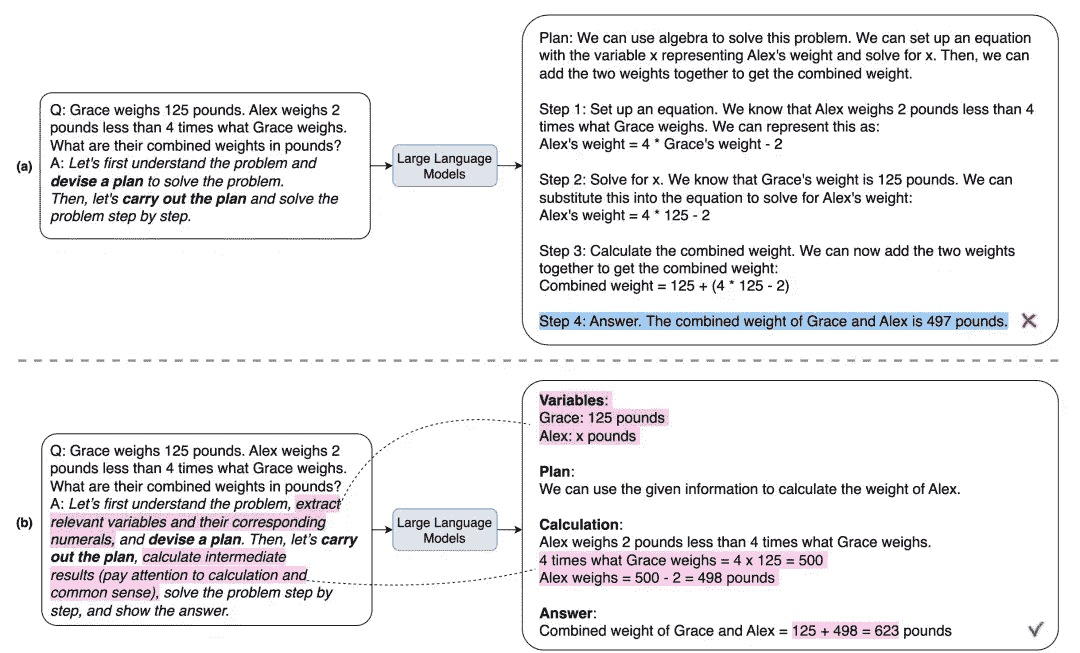 (a)
Q: Grace weighs 125 pounds. Alex weighs 2
pounds less than 4 times what Grace weighs.
What are their combined weights in pounds?
A: Let's first understand the problem and
devise a plan to solve the problem.
Then, let's carry out the plan and solve the
problem step by step.
Large Language
Models
Plan: We can use algebra to solve this problem. We can set up an equation
with the variable x representing Alex's weight and solve for x. Then, we can
add the two weights together to get the combined weight.
Step 1: Set up an equation. We know that Alex weighs 2 pounds less than 4
times what Grace weighs. We can represent this as:
Alex's weight = 4 * Grace's weight - 2
Step 2: Solve for x. We know that Grace's weight is 125 pounds. We can
substitute this into the equation to solve for Alex's weight:
Alex's weight = 4 * 125 - 2
Step 3: Calculate the combined weight. We can now add the two weights
together to get the combined weight:
Combined weight = 125 + (4 * 125 - 2)
Step 4: Answer. The combined weight of Grace and Alex is 497 pounds.
(b)
Q: Grace weighs 125 pounds. Alex weighs 2
pounds less than 4 times what Grace weighs.
What are their combined weights in pounds?
A: Let's first understand the problem, extract
relevant variables and their corresponding
numerals, and devise a plan. Then, let's carry
out the plan, calculate intermediate
results (pay attention to calculation and
common sense), solve the problem step by
step, and show the answer.
Large Language
Models
Variables:
Grace: 125 pounds
Alex: x pounds
Plan:
We can use the given information to calculate the weight of Alex.
Calculation:
Alex weighs 2 pounds less than 4 times what Grace weighs.
4 times what Grace weighs = 4 x 125 = 500
Alex weighs = 500 - 2 = 498 pounds
Answer:
Combined weight of Grace and Alex = 125 + 498 = 623 pounds